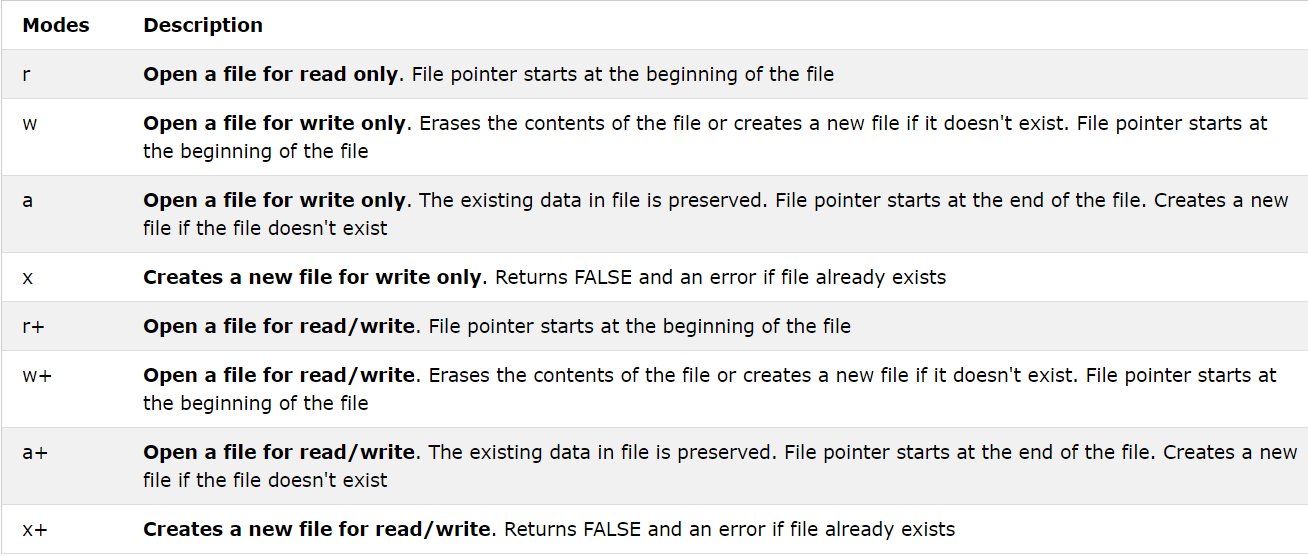 Modes Description
r Open a file for read only. File pointer starts at the beginning of the file
w Open a file for write only. Erases the contents of the file or creates a new file if it doesn't exist. File pointer starts at
the beginning of the file
a Open a file for write only. The existing data in file is preserved. File pointer starts at the end of the file. Creates a new
file if the file doesn't exist
x Creates a new file for write only. Returns FALSE and an error if file already exists
r+ Open a file for read/write. File pointer starts at the beginning of the file
w+ Open a file for read/write. Erases the contents of the file or creates a new file if it doesn't exist. File pointer starts at
the beginning of the file
a+ Open a file for read/write. The existing data in file is preserved. File pointer starts at the end of the file. Creates a new
file if the file doesn't exist
x+ Creates a new file for read/write. Returns FALSE and an error if file already exists